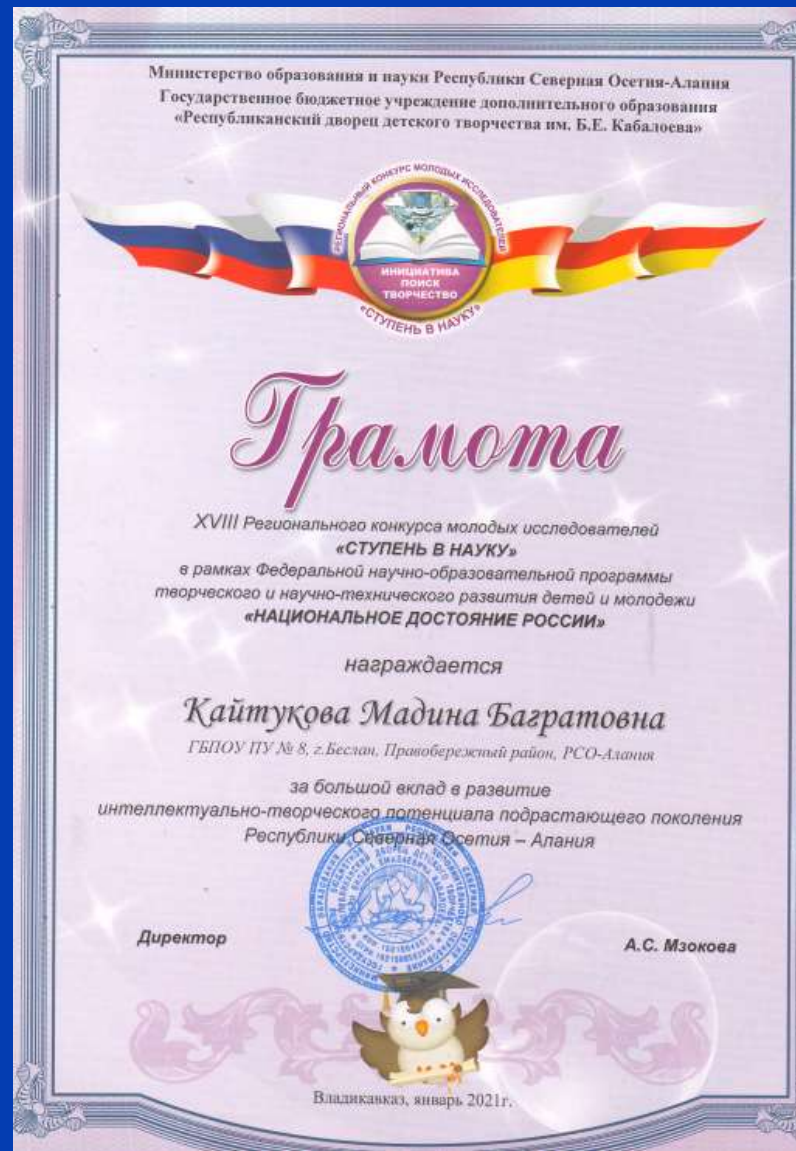 Министерство образования и науки Республики Северная Осетия-Алания
Государственное бюджетное учреждение дополнительного образования
«Республиканский дворец детского творчества им. Б.Е. Кабалоева»
РЕГИОНАЛЬНЫЙ КОНКУРС МОЛОДЫХ ИССЛЕДОВАТЕЛЕЙ
ИНИЦИАТИВА
ПОИСК
ТВОРЧЕСТВО
«СТУПЕНЬ В НАУКУ»
Грамота
XVIII Регионального конкурса молодых исследователей
«СТУПЕНЬ В НАУКУ»
в рамках Федеральной научно-образовательной программы
творческого и научно-технического развития детей и молодежи
«НАЦИОНАЛЬНОЕ ДОСТОЯНИЕ РОССИИ»
награждается
Кайтукова Мадина Багратовна
ГБПОУ ПУ № 8, г.Беслан, Правобережный район, РСО-Алания
за большой вклад в развитие
интеллектуально-творческого потенциала подрастающего поколения
Республики Северная Осетия – Алания
Директор
А.С. Мзокова
Владикавказ, январь 2021г.